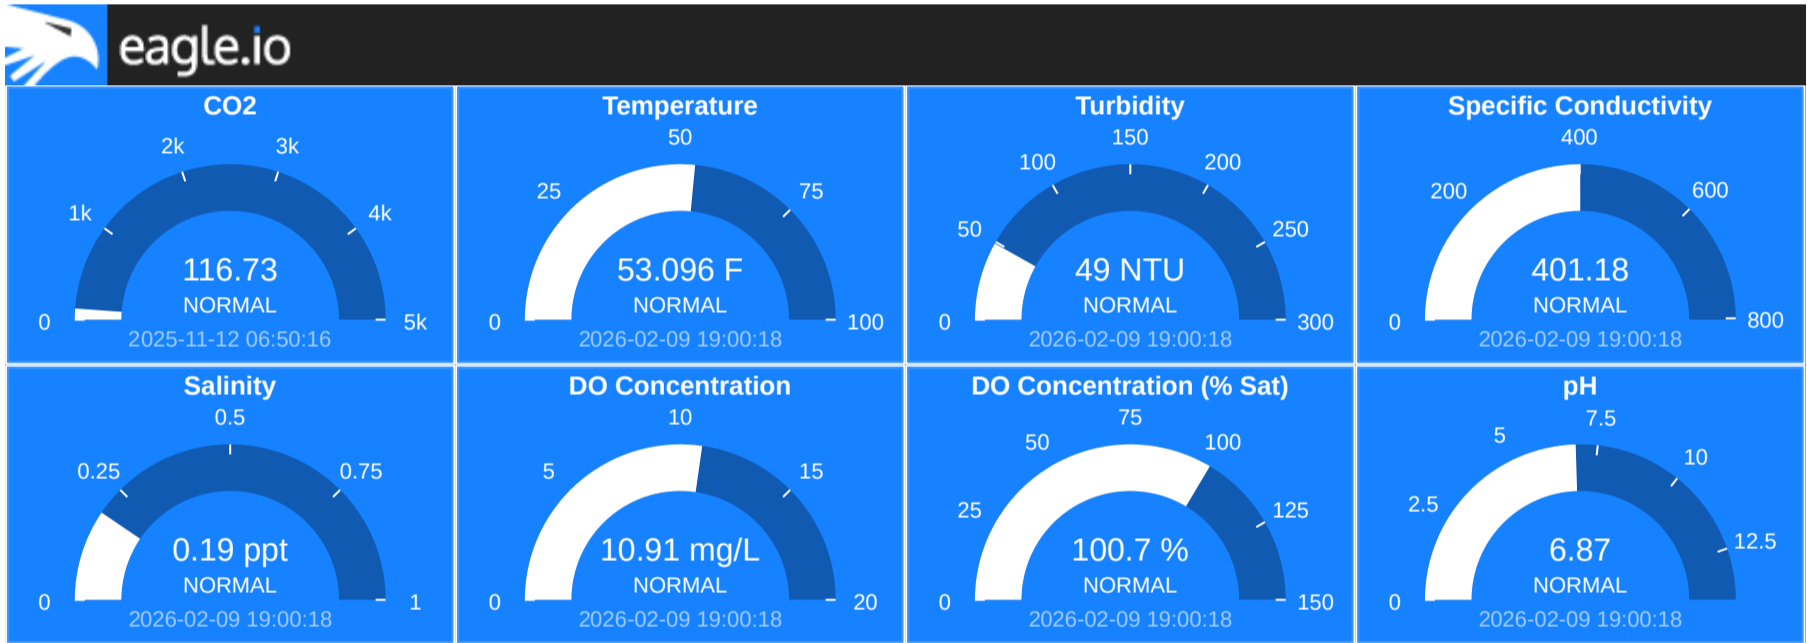 eagle.io
CO2
2k
3k
1k
4k
116.73
NORMAL
0
5k
2025-11-12 06:50:16
Temperature
50
25
75
53.096 F
NORMAL
0
100
2026-02-09 19:00:18
Turbidity
150
100
200
50
250
49 NTU
NORMAL
0
300
2026-02-09 19:00:18
Specific Conductivity
400
200
600
401.18
NORMAL
0
800
2026-02-09 19:00:18
Salinity
0.5
0.25
0.75
0.19 ppt
NORMAL
0
1
2026-02-09 19:00:18
DO Concentration
10
5
15
10.91 mg/L
NORMAL
0
20
2026-02-09 19:00:18
DO Concentration (% Sat)
75
50
100
25
125
100.7 %
NORMAL
0
150
2026-02-09 19:00:18
pH
7.5
5
10
2.5
12.5
6.87
NORMAL
0
2026-02-09 19:00:18